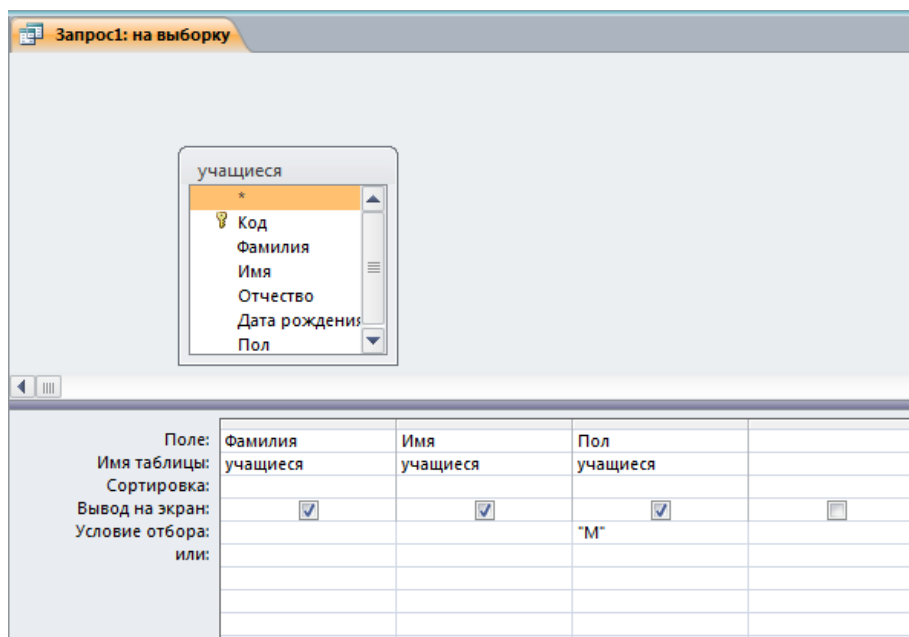 Запрос1: на выборку
учащиеся
*
Код
Фамилия
Имя
Отчество
Дата рождения
Пол
Поле: Фамилия Имя Пол
Имя таблицы: учащиеся учащиеся учащиеся
Сортировка:
Вывод на экран:
Условие отбора: "М"
или: